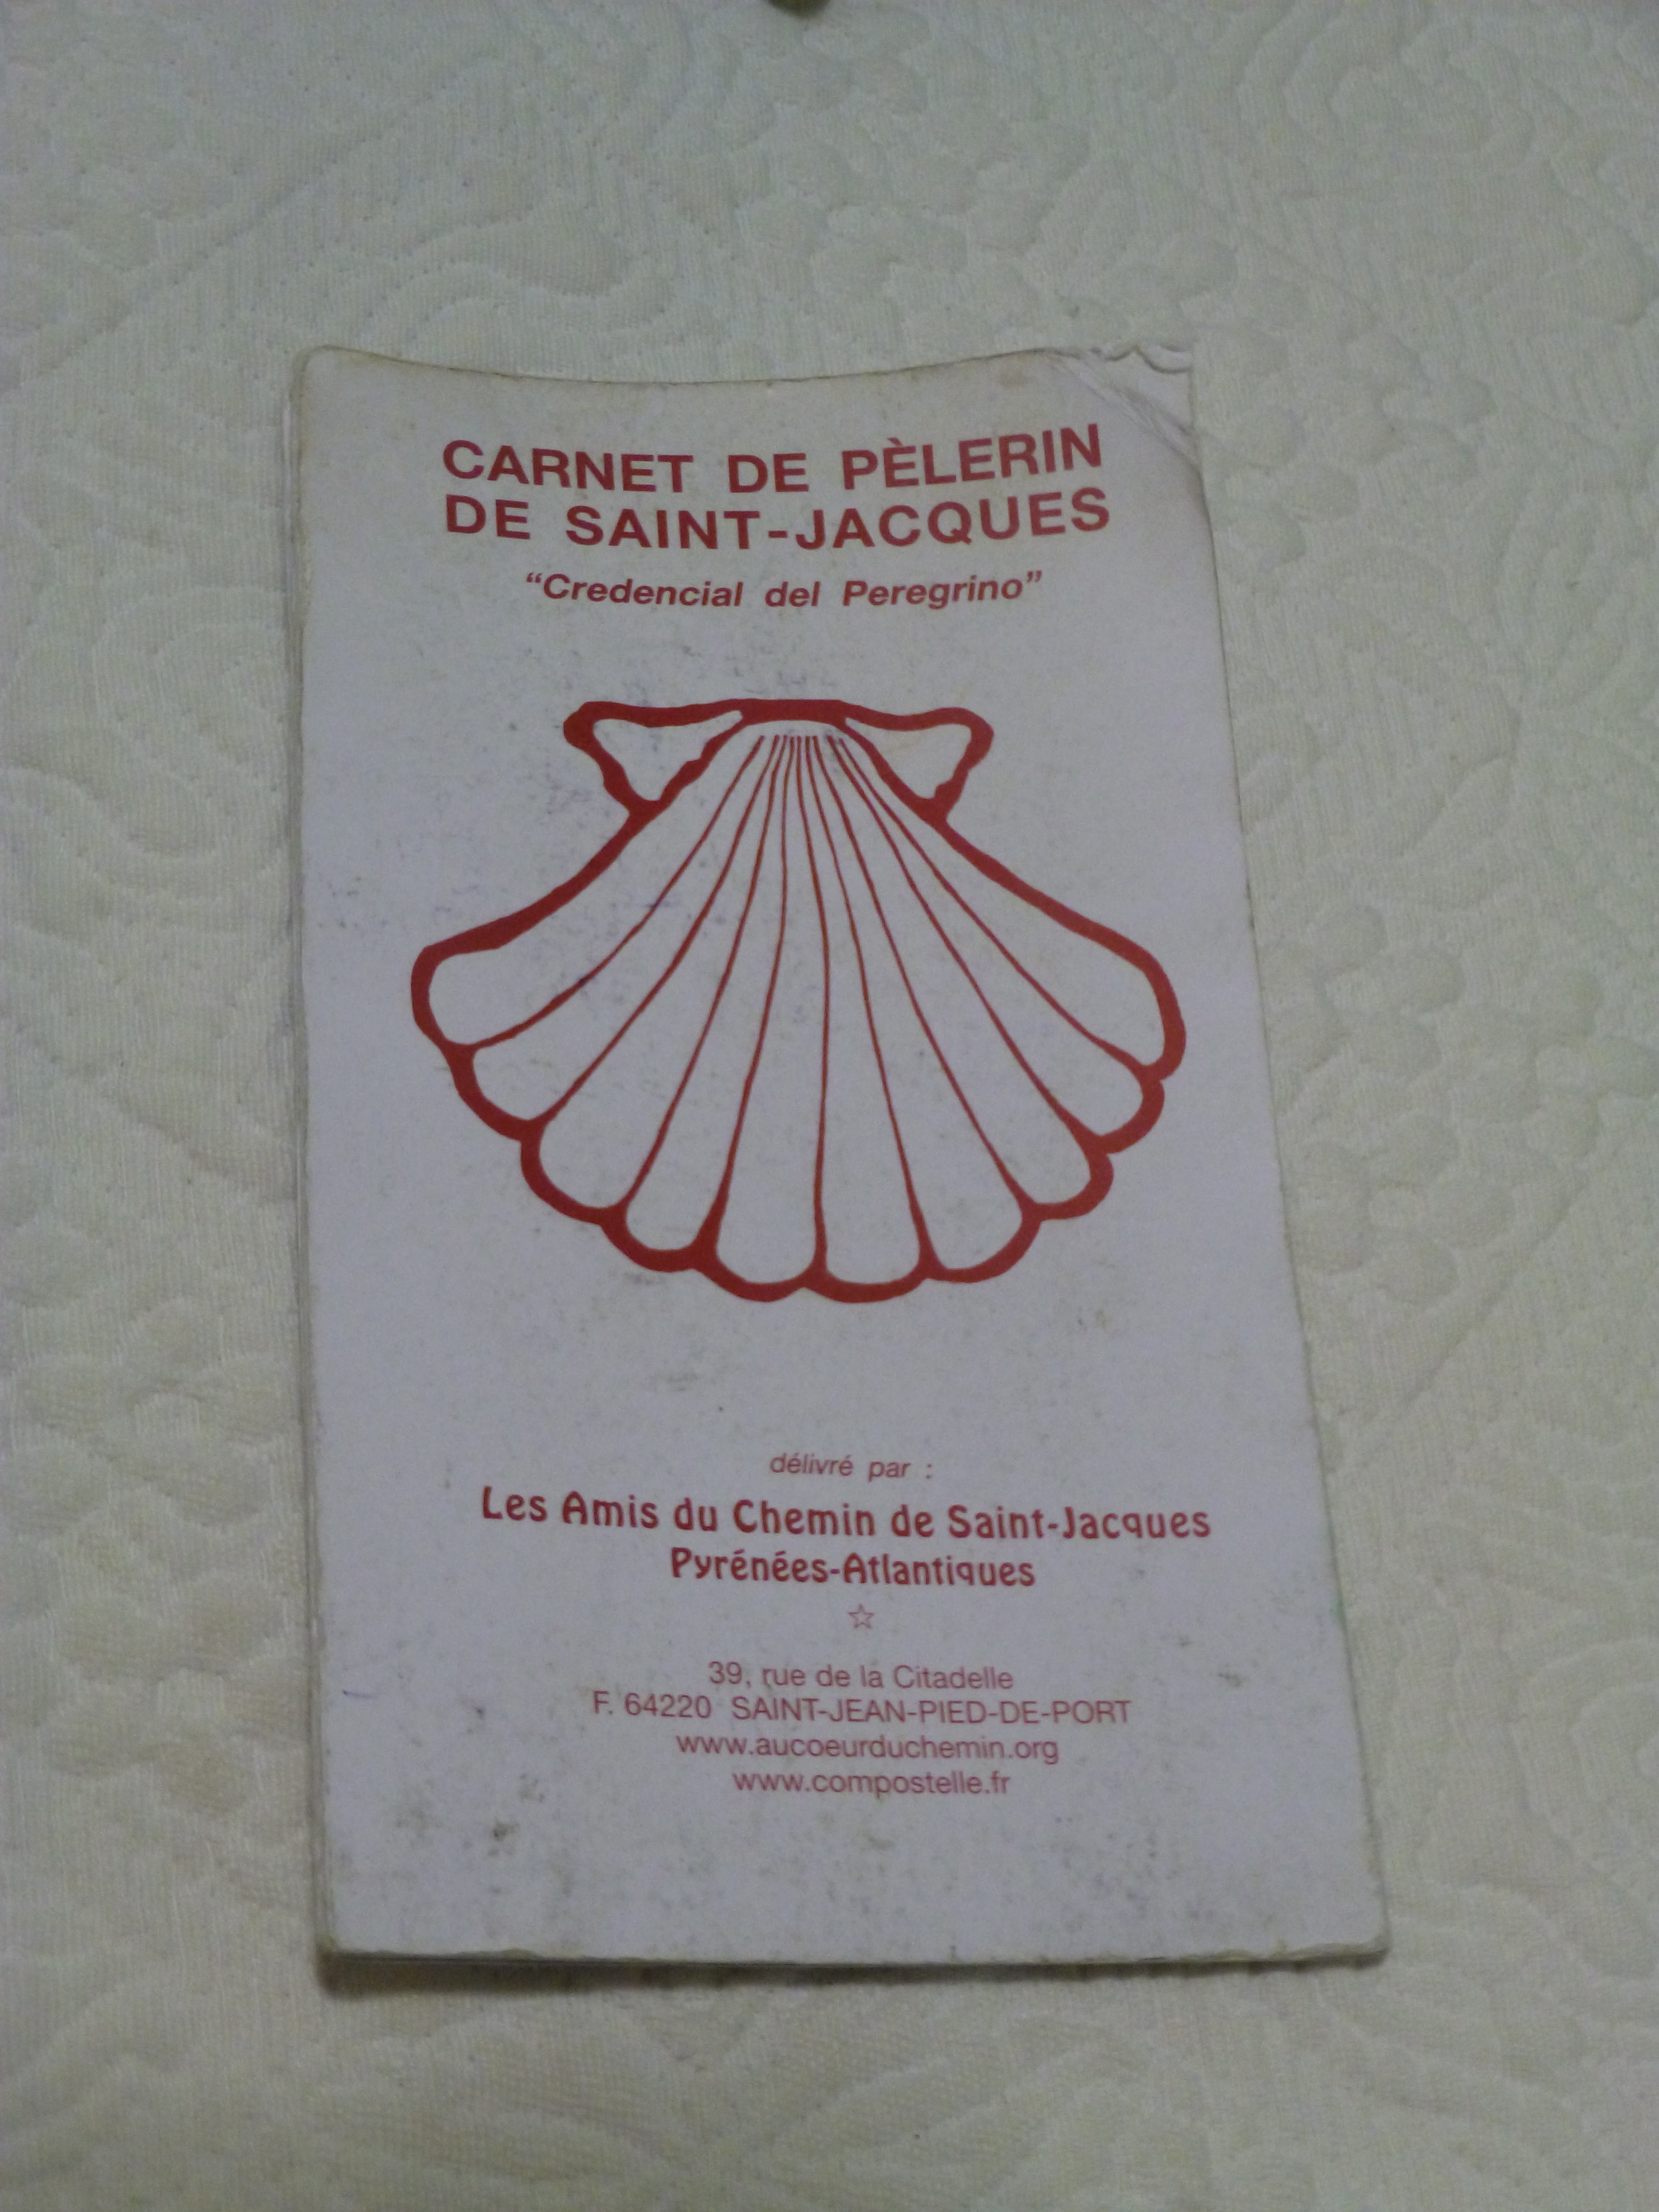 CARNET DE PÈLERIN
DE SAINT-JACQUES
“Credencial del Peregrino”
délivré par :
Les Amis du Chemin de Saint-Jacques
Pyrénées-Atlantiques
39, rue de la Citadelle
F. 64220 SAINT-JEAN-PIED-DE-PORT
www.aucoeurduchemin.org
www.compostelle.fr